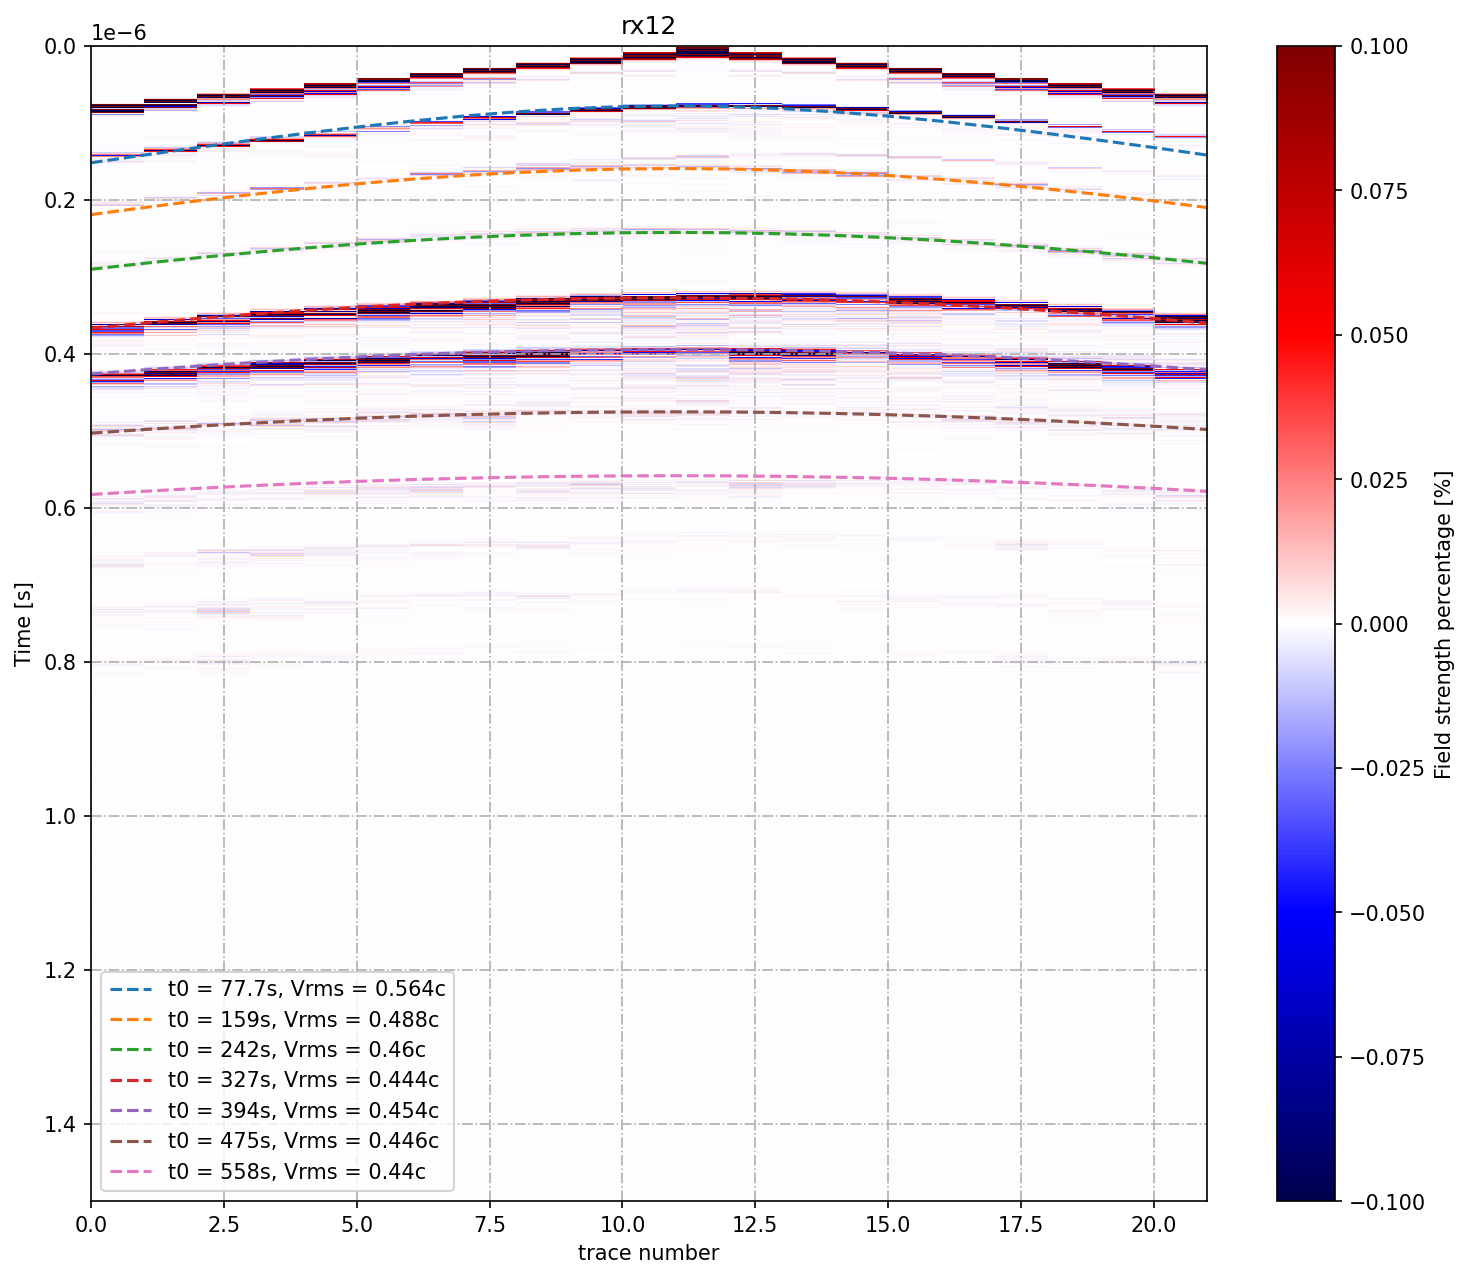 rx12
1e−6
0.0
0.2
0.4
0.6
0.8
1.0
1.2
1.4
Time [s]
t0 = 77.7s, Vrms = 0.564c
t0 = 159s, Vrms = 0.488c
t0 = 242s, Vrms = 0.46c
t0 = 327s, Vrms = 0.444c
t0 = 394s, Vrms = 0.454c
t0 = 475s, Vrms = 0.446c
t0 = 558s, Vrms = 0.44c
0.0 2.5 5.0 7.5 10.0 12.5 15.0 17.5 20.0
trace number
0.100
0.075
0.050
0.025
0.000
−0.025
−0.050
−0.075
−0.100
Field strength percentage [%]